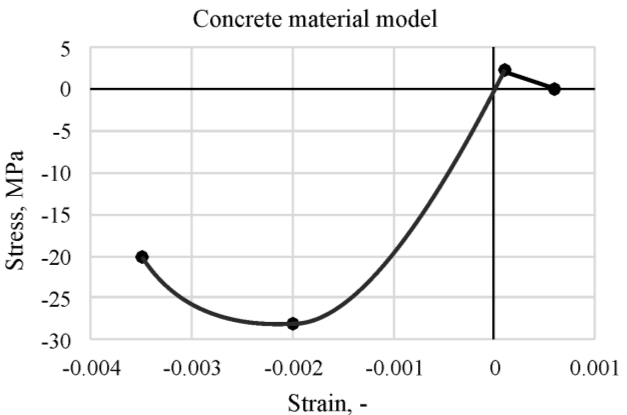 Concrete material model
5
0
-5
-10
-15
-20
-25
-30
Stress, MPa
-0.004 -0.003 -0.002 -0.001 0 0.001
Strain, -